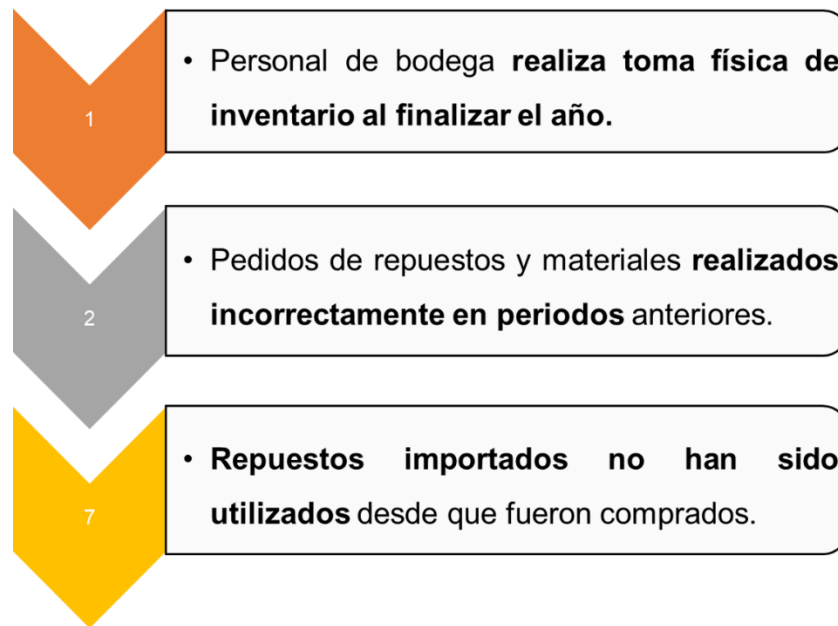 1
• Personal de bodega realiza toma física de
inventario al finalizar el año.
2
• Pedidos de repuestos y materiales realizados
incorrectamente en periodos anteriores.
7
• Repuestos importados no han sido
utilizados desde que fueron comprados.